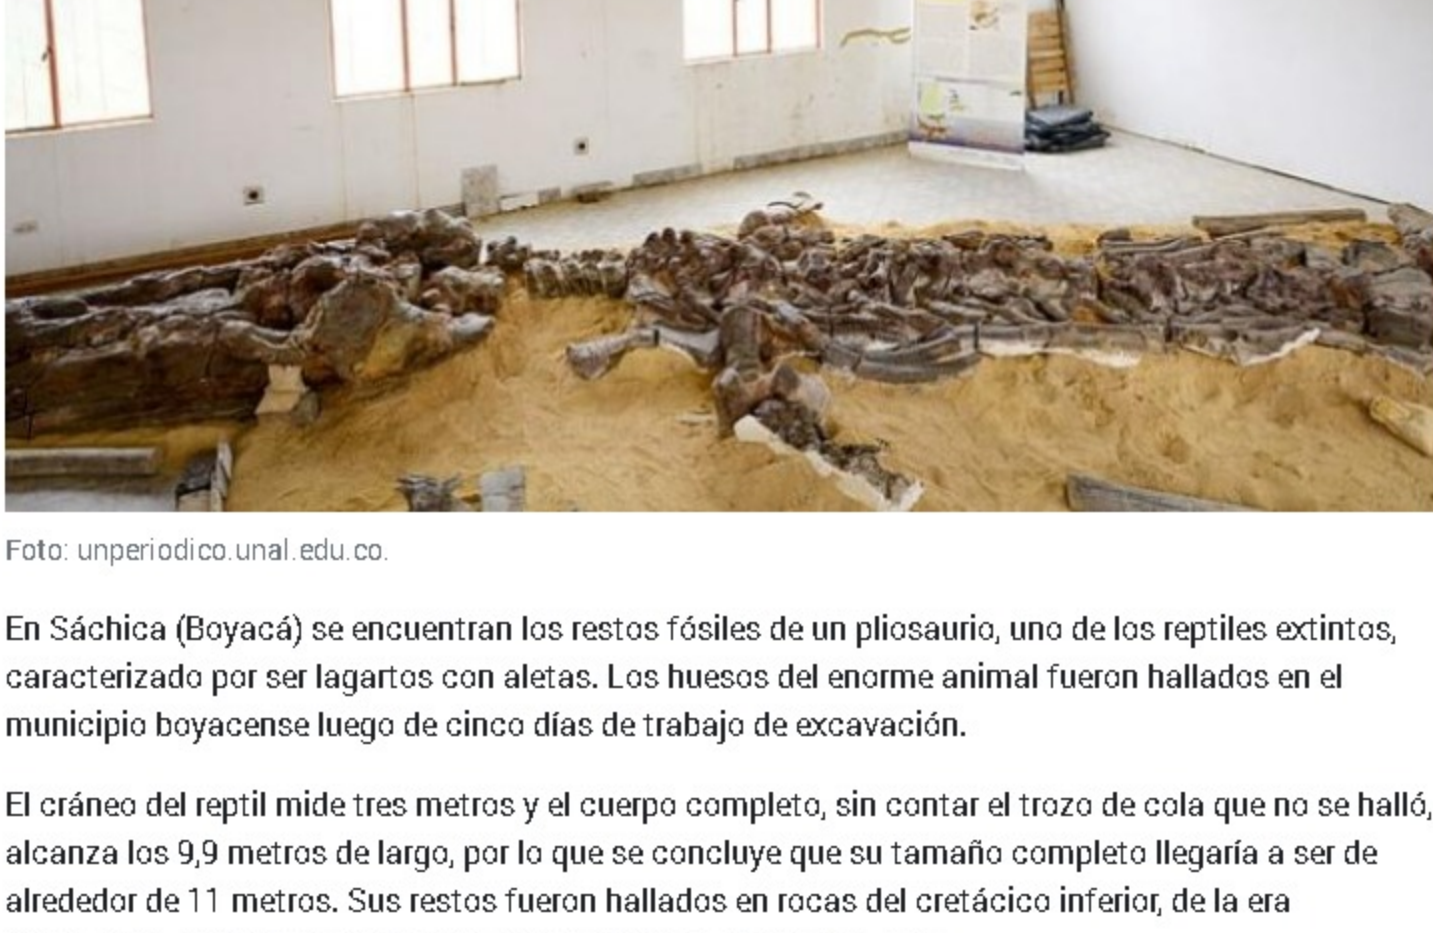 Foto: unperiodico.unal.edu.co.
En Sáchica (Boyacá) se encuentran los restos fósiles de un pliosaurio, uno de los reptiles extintos,
caracterizado por ser lagartos con aletas. Los huesos del enorme animal fueron hallados en el
municipio boyacense luego de cinco días de trabajo de excavación.
El cráneo del reptil mide tres metros y el cuerpo completo, sin contar el trozo de cola que no se halló,
alcanza los 9,9 metros de largo, por lo que se concluye que su tamaño completo llegaría a ser de
alrededor de 11 metros. Sus restos fueron hallados en rocas del cretácico inferior, de la era